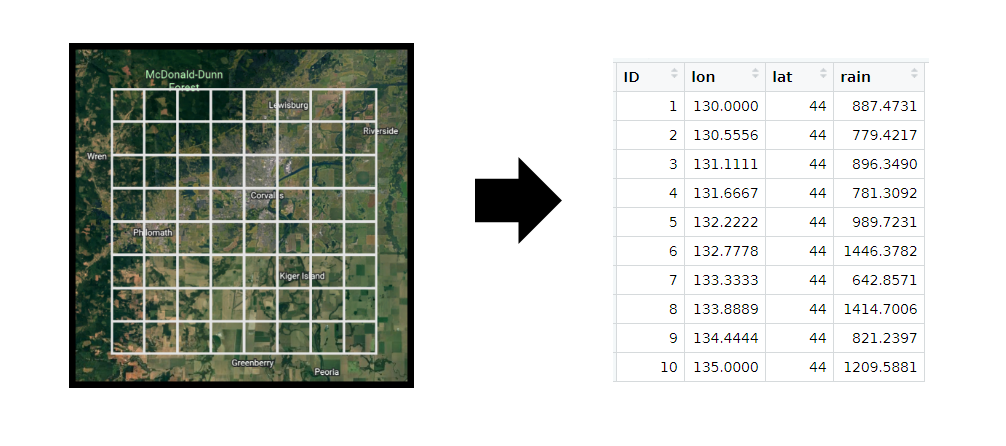 McDonald-Dunn
Forest
Lewisburg
Riverside
Wren
Corvallis
Philomath
Kiger Island
Greenberry
Peoria
ID lon lat rain
1 130.0000 44 887.4731
2 130.5556 44 779.4217
3 131.1111 44 896.3490
4 131.6667 44 781.3092
5 132.2222 44 989.7231
6 132.7778 44 1446.3782
7 133.3333 44 642.8571
8 133.8889 44 1414.7006
9 134.4444 44 821.2397
10 135.0000 44 1209.5881